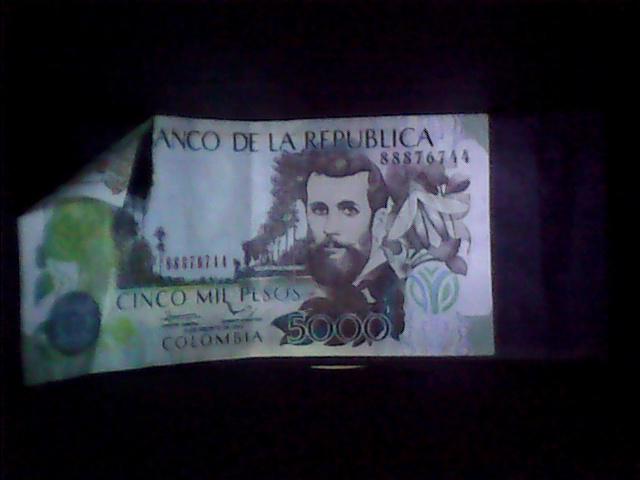 ANCO DE LA REPUBLICA
88876744
88876744
CINCO MIL PESOS
5000
COLOMBIA